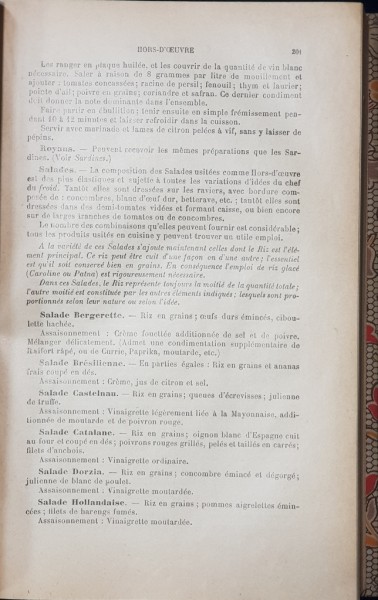 HORS-D'ŒUVRE
391
Les ranger en plaque huilée, et les couvrir de la quantité de vin blanc
nécessaire. Saler à raison de 8 grammes par litre de mouillement et
ajouter : tomates concassées; racine de persil; fenouil; thym et laurier;
pointe d'ail; poivre en grains; coriandre et safran. Ce dernier condiment
doit donner la note dominante dans l'ensemble.
Faire partir en ébullition; tenir ensuite en simple frémissement pen-
dant 10 à 12 minutes et laisser refroidir dans la cuisson.
Servir avec marinade et lames de citron pelées à vif, sans y laisser de
pépins.
Royans. — Peuvent recevoir les mêmes préparations que les Sar-
dines. (Voir Sardines.)
Salades. — La composition des Salades usitées comme Hors-d'œuvre
est des plus élastiques et sujette à toutes les variations d'idées du chef
du froid. Tantôt elles sont dressées sur les raviers, avec bordure com-
posée de concombres, blanc d'œuf dur, betterave, etc. ; tantôt elles sont
dressées dans des demi-tomates vidées et formant caisse, ou bien encore
sur de larges tranches de tomates ou de concombres.
Le nombre des combinaisons qu'elles peuvent fournir est considérable;
tous les produits usités en cuisine y peuvent trouver un utile emploi.
A la variété de ces Salades s'ajoute maintenant celles dont le Riz est l'élé-
ment principal. Ce riz peut être cuit d'une façon ou d'une autre; l'essentiel
est qu'il soit conservé bien en grains. En conséquence l'emploi de riz glacé
(Caroline ou Patna) est rigoureusement nécessaire.
Dans ces Salades, le Riz représente toujours la moitié de la quantité totale;
l'autre moitié est constituée par les autres éléments indiqués ; lesquels sont pro-
portionnés selon leur nature ou selon l'idée.
Salade Bergerette. — Riz en grains; œufs durs émincés, cibou-
lette hachée.
Assaisonnement : Crème fouettée additionnée de sel et de poivre.
Mélanger délicatement. (Admet une condimentation supplémentaire de
Raifort râpé, ou de Currie, Paprika, moutarde, etc.)
Salade Brésilienne. — En parties égales : Riz en grains et ananas
frais coupé en dés.
Assaisonnement : Crème, jus de citron et sel.
Salade Castelnau. — Riz en grains; queues d'écrevisses; julienne
de truffe.
Assaisonnement : Vinaigrette légèrement liée à la Mayonnaise, addi-
tionnée de moutarde et de poivron rouge.
Salade Catalane. — Riz en grains; oignon blanc d'Espagne cuit
au four et coupé en dés; poivrons rouges grillés, pelés et taillés en carrés;
filets d'anchois.
Assaisonnement : Vinaigrette ordinaire.
Salade Dorzia. — Riz en grains ; concombre émincé et dégorgé;
julienne de blanc de poulet.
Assaisonnement : Vinaigrette moutardée.
Salade Hollandaise. — Riz en grains ; pommes aigrelettes émin-
cées ; filets de harengs fumés.
Assaisonnement : Vinaigrette moutardée.